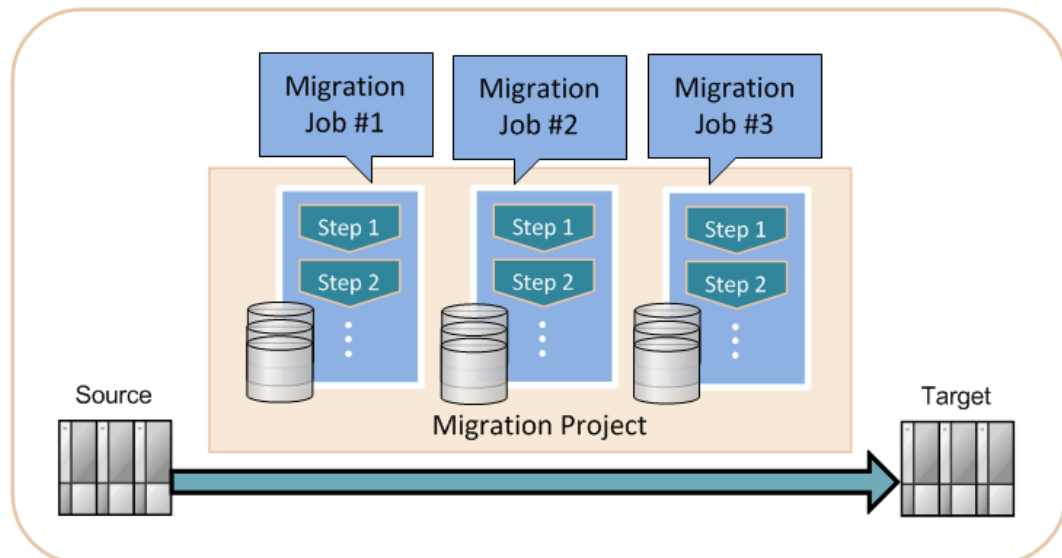 Migration
Job #1
Migration
Job #2
Migration
Job #3
Step 1
Step 1
Step 1
Step 2
Step 2
Step 2
Source
Target
Migration Project